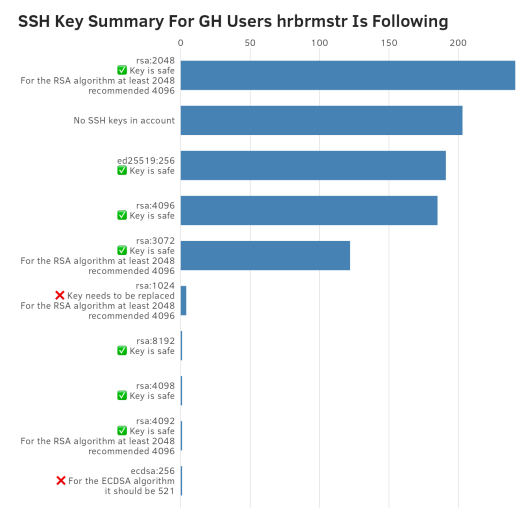 SSH Key Summary For GH Users hrbrmstr Is Following
0 50 100 150 200
rsa:2048
✅ Key is safe
For the RSA algorithm at least 2048
recommended 4096
No SSH keys in account
ed25519:256
✅ Key is safe
rsa:4096
✅ Key is safe
rsa:3072
✅ Key is safe
For the RSA algorithm at least 2048
recommended 4096
rsa:1024
❌ Key needs to be replaced
For the RSA algorithm at least 2048
recommended 4096
rsa:8192
✅ Key is safe
rsa:4098
✅ Key is safe
rsa:4092
✅ Key is safe
For the RSA algorithm at least 2048
recommended 4096
ecdsa:256
❌ For the ECDSA algorithm
it should be 521